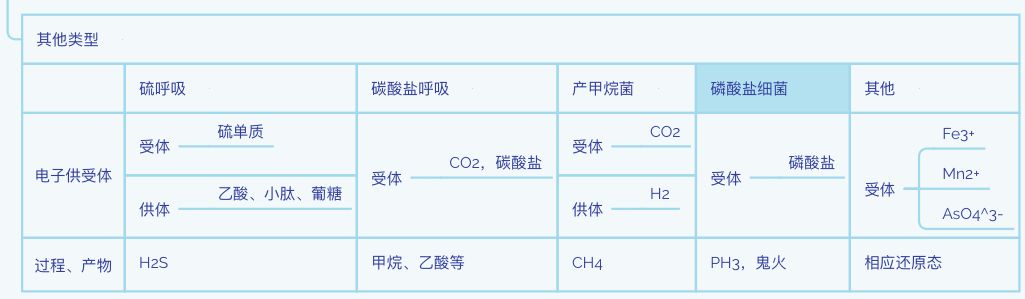 其他类型
硫呼吸 碳酸盐呼吸 产甲烷菌 磷酸盐细菌 其他
电子供受体
受体 硫单质
供体 乙酸、小肽、葡糖
受体 CO2，碳酸盐
受体 CO2
供体 H2
受体 磷酸盐
受体
Fe3+
Mn2+
AsO4^3-
过程、产物 H2S 甲烷、乙酸等 CH4 PH3，鬼火 相应还原态